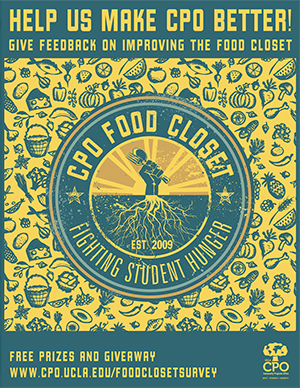 HELP US MAKE CPO BETTER!
GIVE FEEDBACK ON IMPROVING THE FOOD CLOSET
CPO FOOD CLOSET
EST 2009
FIGHTING STUDENT HUNGER
FREE PRIZES AND GIVEAWAY
WWW.CPO.UCLA.EDU/FOODCLOSETSURVEY
CPO